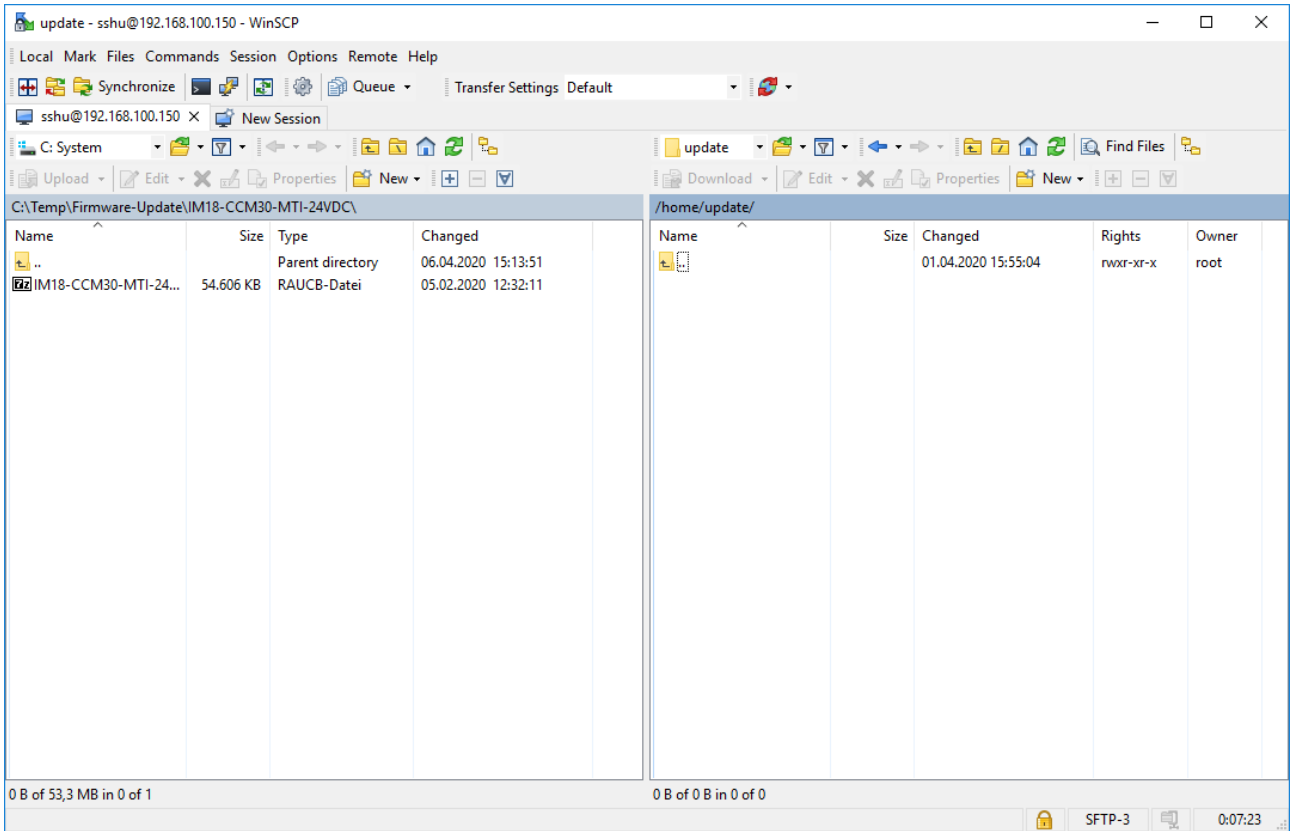 update - sshu@192.168.100.150 - WinSCP
Local Mark Files Commands Session Options Remote Help
Synchronize Queue Transfer Settings Default
sshu@192.168.100.150 New Session
C: System
update Find Files
Upload Edit Properties New
Download Edit Properties New
C:\Temp\Firmware-Update\IM18-CCM30-MTI-24VDC\
/home/update/
Name Size Type Changed
.. Parent directory 06.04.2020 15:13:51
IM18-CCM30-MTI-24... 54.606 KB RAUCB-Datei 05.02.2020 12:32:11
Name Size Changed Rights Owner
.. 01.04.2020 15:55:04 rwxr-xr-x root
0 B of 53,3 MB in 0 of 1
0 B of 0 B in 0 of 0
SFTP-3 0:07:23